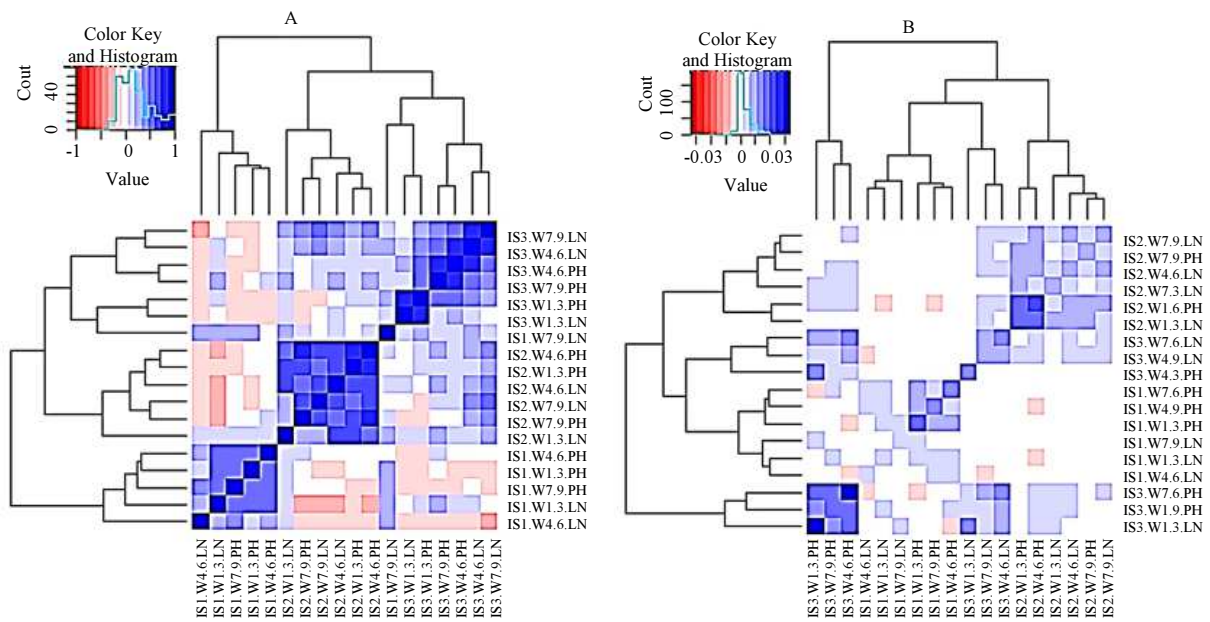 A
Color Key
and Histogram
Cout
40
0
-1
0
1
Value
IS3.W7.9.LN
IS3.W4.6.LN
IS3.W4.6.PH
IS3.W7.9.PH
IS3.W1.3.PH
IS3.W1.3.LN
IS1.W7.9.LN
IS2.W4.6.PH
IS2.W1.3.PH
IS2.W4.6.LN
IS2.W7.9.LN
IS2.W7.9.PH
IS2.W1.3.LN
IS1.W4.6.PH
IS1.W1.3.PH
IS1.W7.9.PH
IS1.W1.3.LN
IS1.W4.6.LN
IS1.W4.6.LN
IS1.W1.3.LN
IS1.W7.9.PH
IS1.W1.3.PH
IS1.W4.6.PH
IS2.W1.3.LN
IS2.W7.9.PH
IS2.W7.9.LN
IS2.W4.6.LN
IS2.W1.3.PH
IS2.W4.6.PH
IS1.W7.9.LN
IS3.W1.3.LN
IS3.W1.3.PH
IS3.W7.9.PH
IS3.W4.6.PH
IS3.W4.6.LN
IS3.W7.9.LN
B
Color Key
and Histogram
Cout
100
0
-0.03
0
0.03
Value
IS2.W7.9.LN
IS2.W7.9.PH
IS2.W4.6.LN
IS2.W7.3.LN
IS2.W1.6.PH
IS2.W1.3.LN
IS3.W7.6.LN
IS3.W4.9.LN
IS3.W4.3.PH
IS1.W7.6.PH
IS1.W4.9.PH
IS1.W1.3.PH
IS1.W7.9.LN
IS1.W1.3.LN
IS1.W4.6.LN
IS3.W7.6.PH
IS3.W1.9.PH
IS3.W1.3.LN
IS3.W1.3.PH
IS3.W7.9.PH
IS3.W4.6.PH
IS1.W4.6.LN
IS1.W1.3.LN
IS1.W7.9.LN
IS1.W1.3.PH
IS1.W7.9.PH
IS1.W4.6.PH
IS3.W1.3.LN
IS3.W7.9.LN
IS3.W4.6.LN
IS2.W1.3.PH
IS2.W4.6.PH
IS2.W1.3.LN
IS2.W4.6.LN
IS2.W7.9.PH
IS2.W7.9.LN